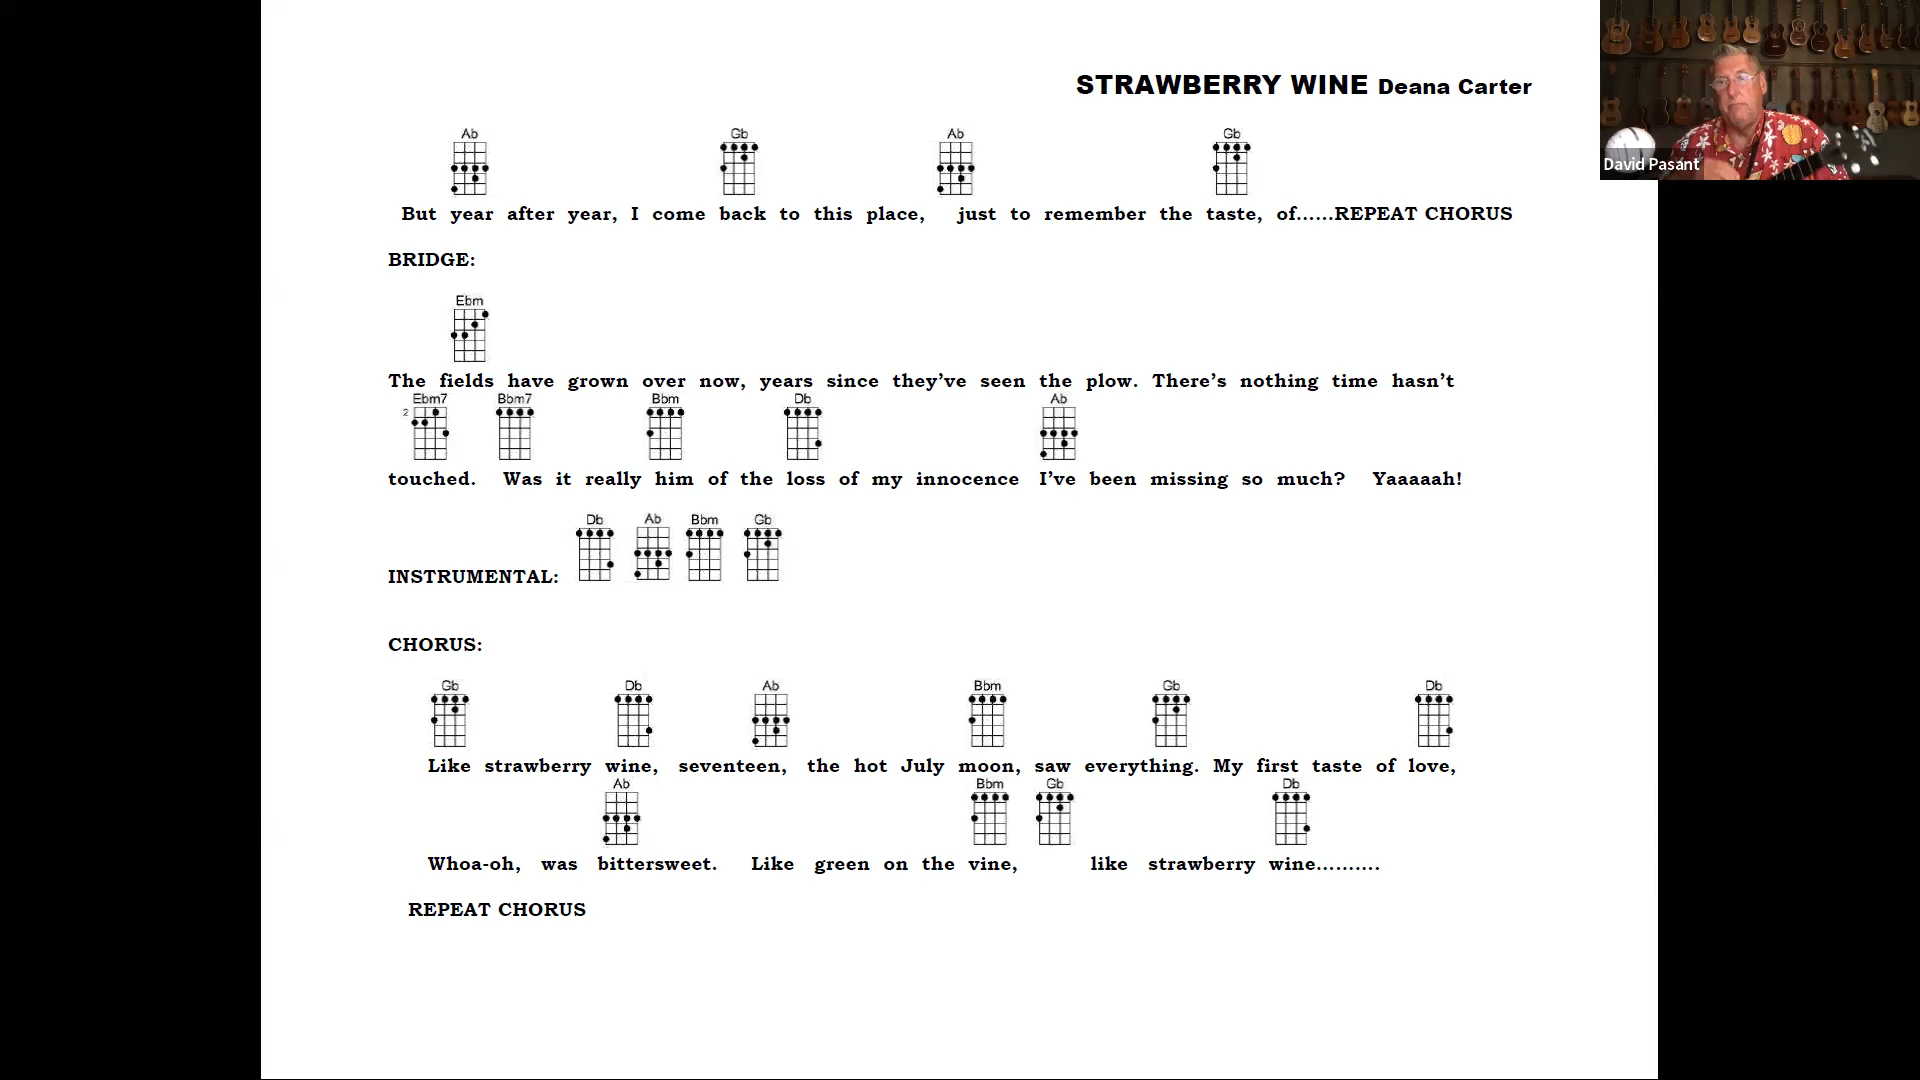 STRAWBERRY WINE Deana Carter
David Pasant
Ab Gb Ab Gb
But year after year, I come back to this place, just to remember the taste, of......REPEAT CHORUS
BRIDGE:
Ebm
The fields have grown over now, years since they've seen the plow. There's nothing time hasn't
Ebm7 Bbm7 Bbm Db Ab
2
touched. Was it really him of the loss of my innocence I've been missing so much? Yaaaaah!
Db Ab Bbm Gb
INSTRUMENTAL:
CHORUS:
Gb Db Ab Bbm Gb Db
Like strawberry wine, seventeen, the hot July moon, saw everything. My first taste of love,
Ab Bbm Gb Db
Whoa-oh, was bittersweet. Like green on the vine, like strawberry wine..........
REPEAT CHORUS